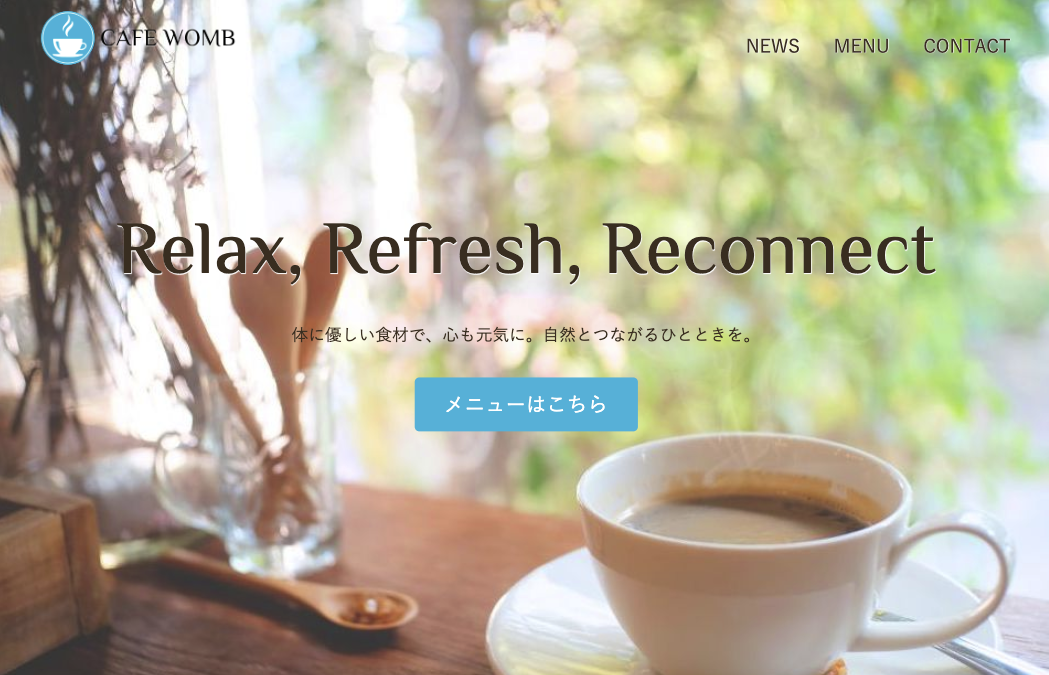 CAFE WOMB
NEWS MENU CONTACT
Relax, Refresh, Reconnect
体に優しい食材で、心も元気に。自然とつながるひとときを。
メニューはこちら